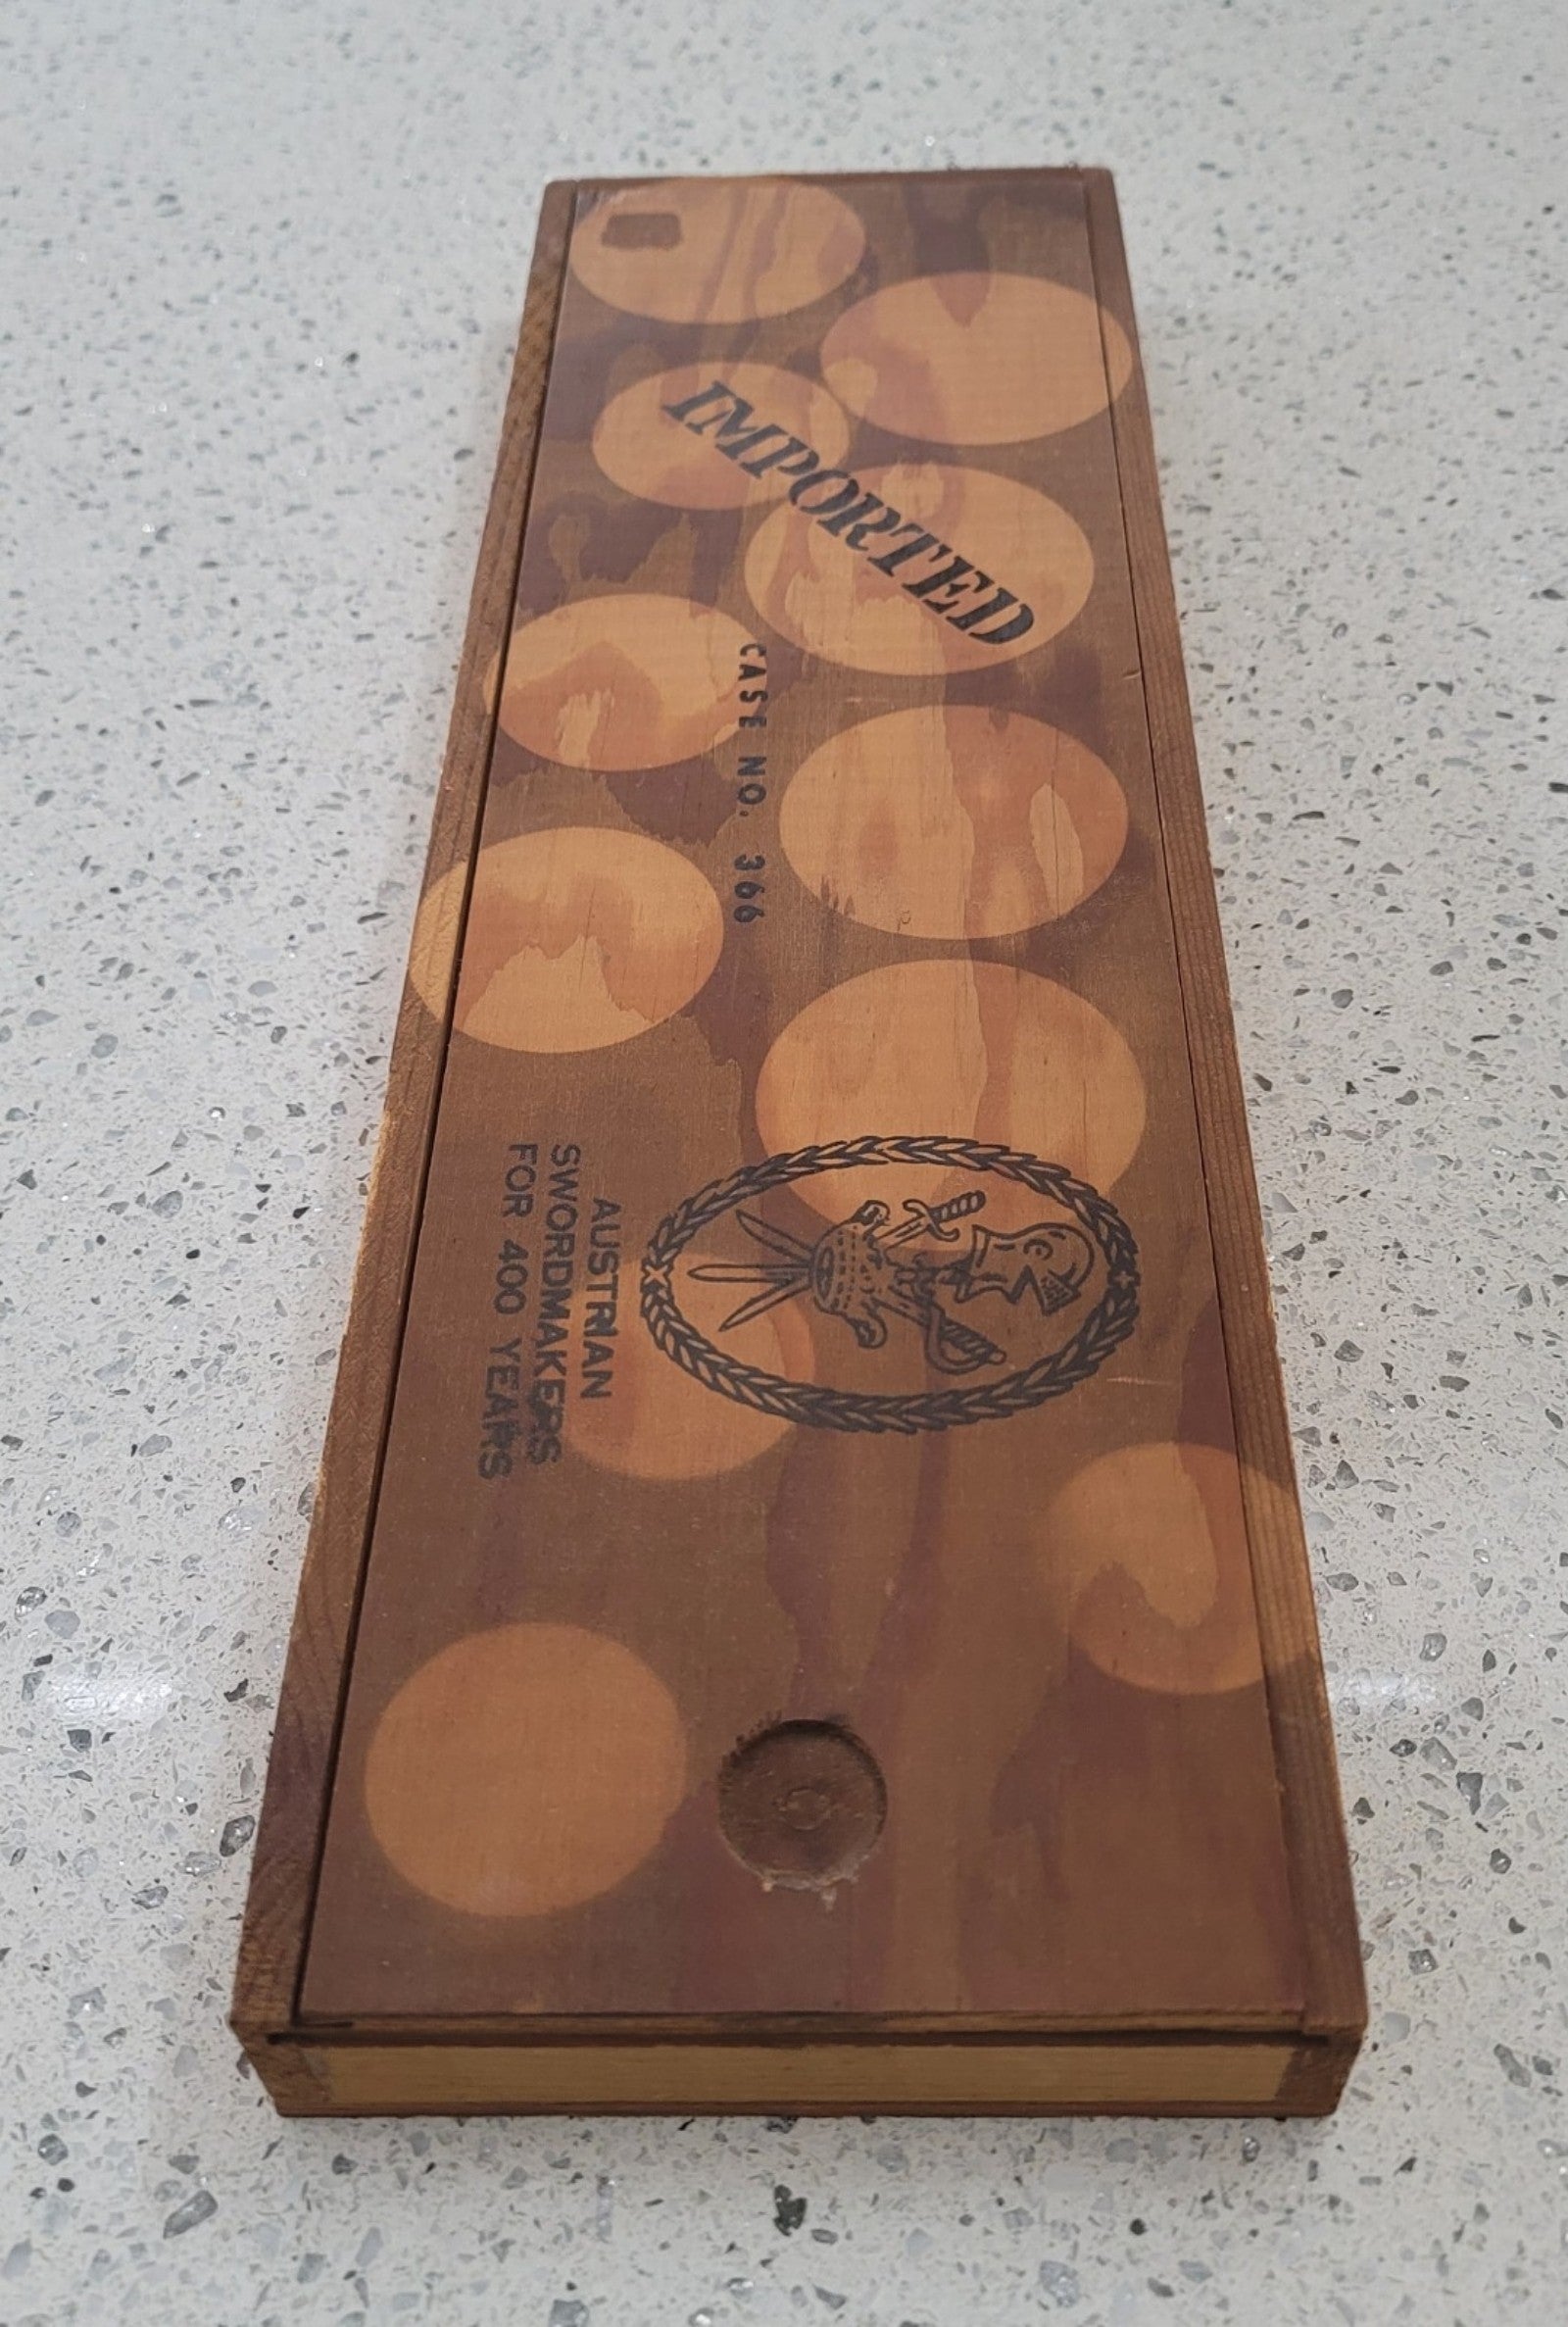 IMPORTED
CASE NO. 366
AUSTRIAN
SWORDMAKERS
FOR 400 YEARS